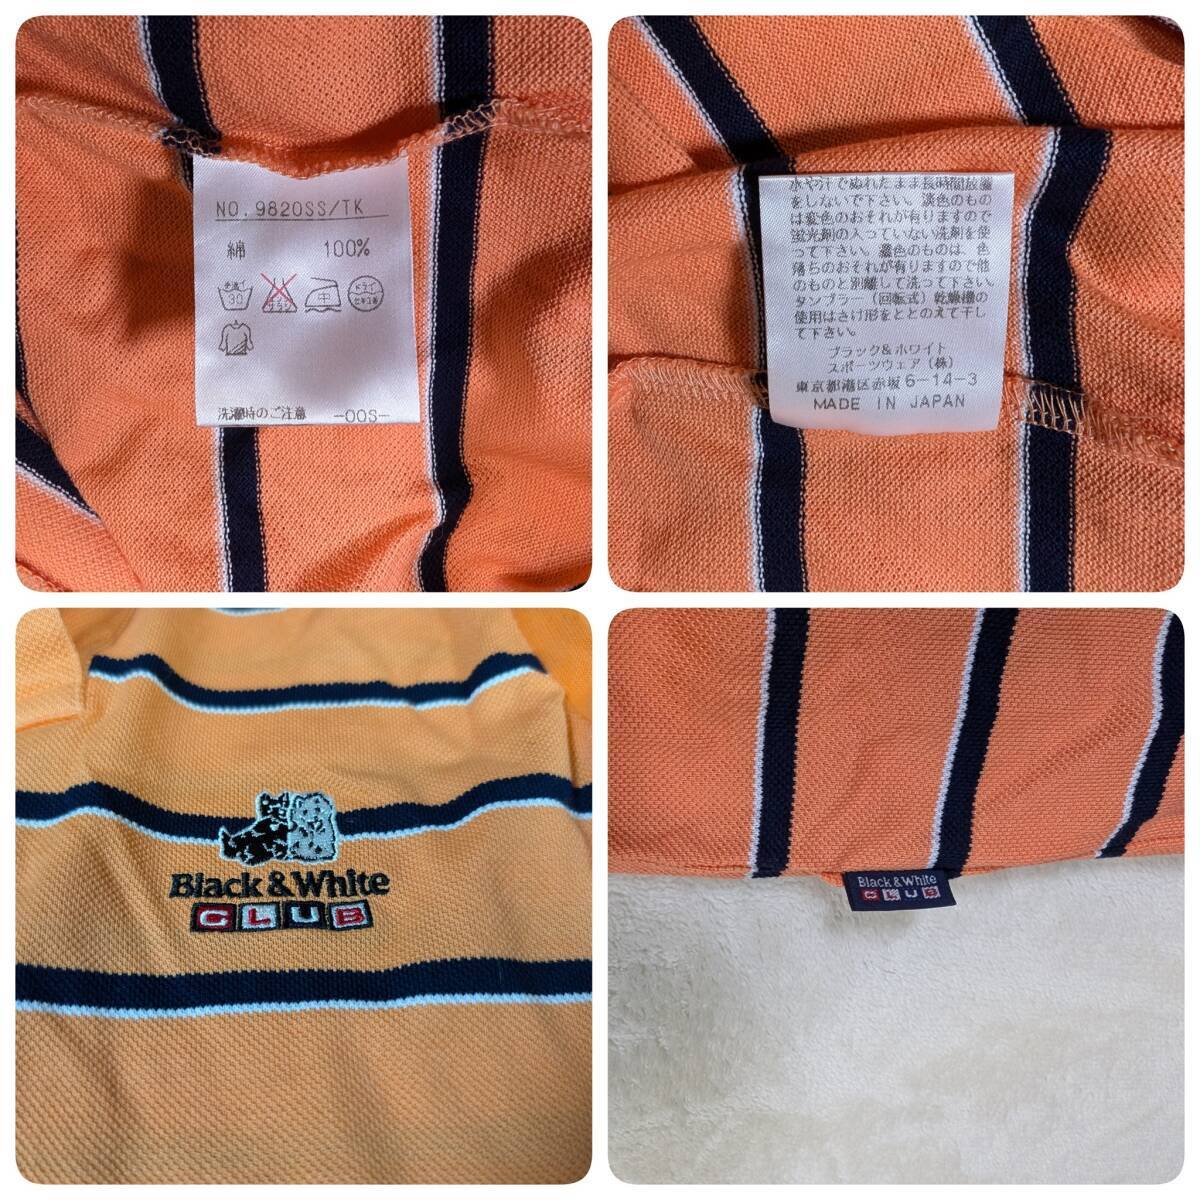 NO. 9820SS/TK
綿 100%
30
中
ドライ
洗濯時のご注意 -OOS-
水や汗でぬれたまま長時間放置
をしないで下さい。淡色のもの
は変色のおそれが有りますので
蛍光剤の入っていない洗剤を使
って下さい。濃色のものは、色
落ちのおそれが有りますので他
のものと別離して洗って下さい。
タンブラー(回転式)乾燥機の
使用はさけ形をととのえて干し
て下さい。
ブラック&ホワイト
スポーツウェア(株)
東京都港区赤坂6-14-3
MADE IN JAPAN
Black & White
CLUB
Black & White
CLUB